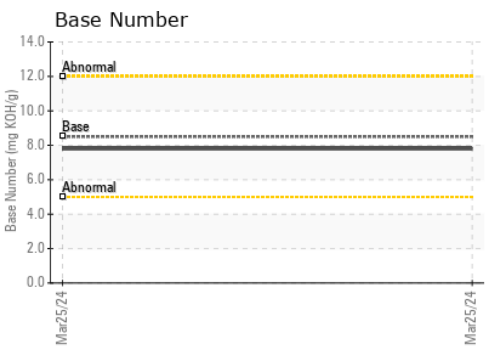 Base Number
14.0
Abnormal
12.0
10.0
Base
8.0
Abnormal
6.0
4.0
2.0
0.0
Base Number (mg KOH/g)
Mar25/24
Mar25/24